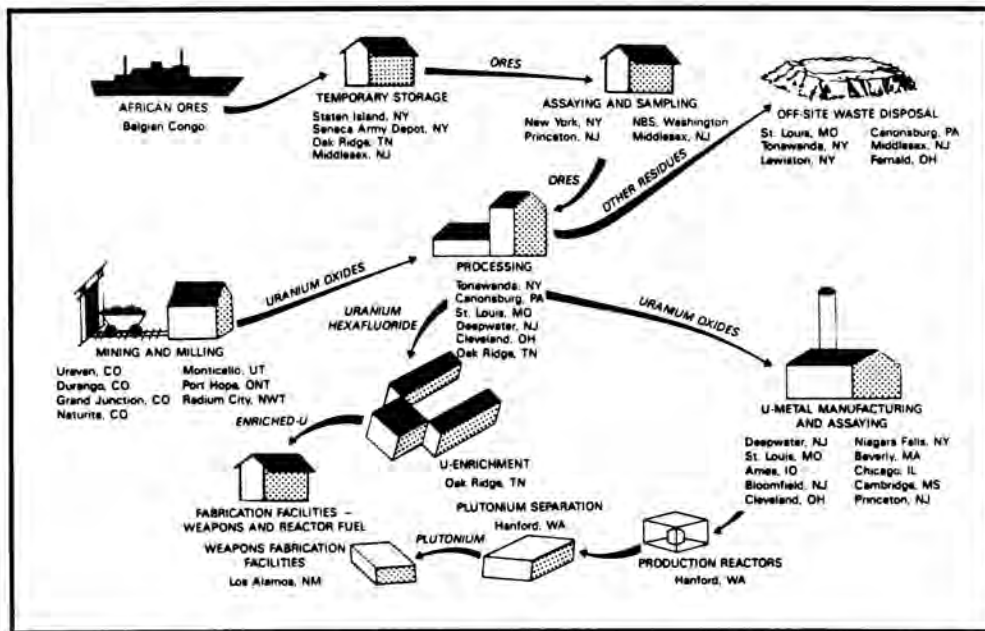 AFRICAN ORES
Belgian Congo
TEMPORARY STORAGE
Staten Island, NY
Seneca Army Depot, NY
Oak Ridge, TN
Middlesex, NJ
ORES
ASSAYING AND SAMPLING
New York, NY
Princeton, NJ
NBS, Washington
Middlesex, NJ
OFF-SITE WASTE DISPOSAL
St. Louis, MO
Tonawanda, NY
Lewiston, NY
Canonsburg, PA
Middlesex, NJ
Fernald, OH
ORES
OTHER RESIDUES
MINING AND MILLING
Uravan, CO
Durango, CO
Grand Junction, CO
Naturita, CO
Monticello, UT
Port Hope, ONT
Radium City, NWT
URANIUM OXIDES
PROCESSING
Tonawanda, NY
Canonsburg, PA
St. Louis, MO
Deepwater, NJ
Cleveland, OH
Oak Ridge, TN
URANIUM
HEXAFLUORIDE
URANIUM OXIDES
U-METAL MANUFACTURING
AND ASSAYING
Deepwater, NJ
St. Louis, MO
Ames, IO
Bloomfield, NJ
Cleveland, OH
Niagara Falls, NY
Beverly, MA
Chicago, IL
Cambridge, MS
Princeton, NJ
ENRICHED-U
U-ENRICHMENT
Oak Ridge, TN
FABRICATION FACILITIES –
WEAPONS AND REACTOR FUEL
PRODUCTION REACTORS
Hanford, WA
PLUTONIUM SEPARATION
Hanford, WA
PLUTONIUM
WEAPONS FABRICATION
FACILITIES
Los Alamos, NM